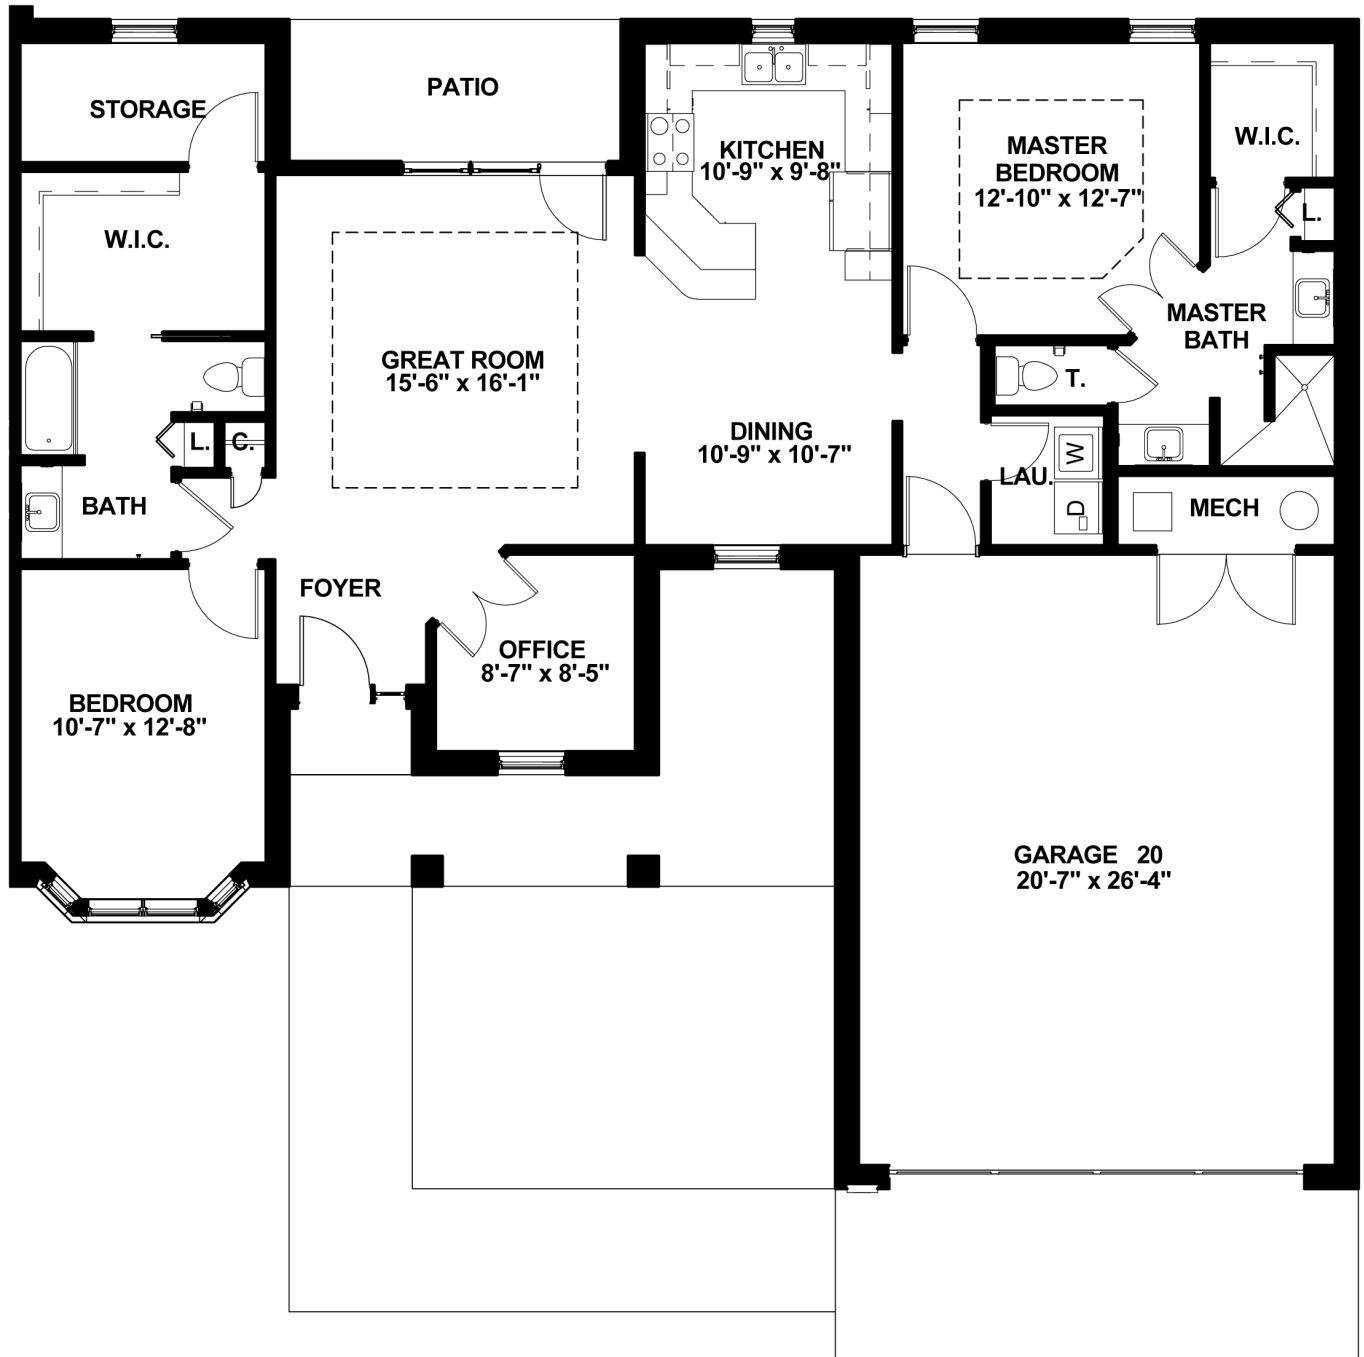 PATIO
STORAGE
KITCHEN
10'-9" x 9'-8"
MASTER
BEDROOM
12'-10" x 12'-7"
W.I.C.
L.
W.I.C.
MASTER
BATH
GREAT ROOM
15'-6" x 16'-1"
T.
DINING
10'-9" x 10'-7"
L.
C.
W
LAU.
D
BATH
MECH
FOYER
OFFICE
8'-7" x 8'-5"
BEDROOM
10'-7" x 12'-8"
GARAGE 20
20'-7" x 26'-4"